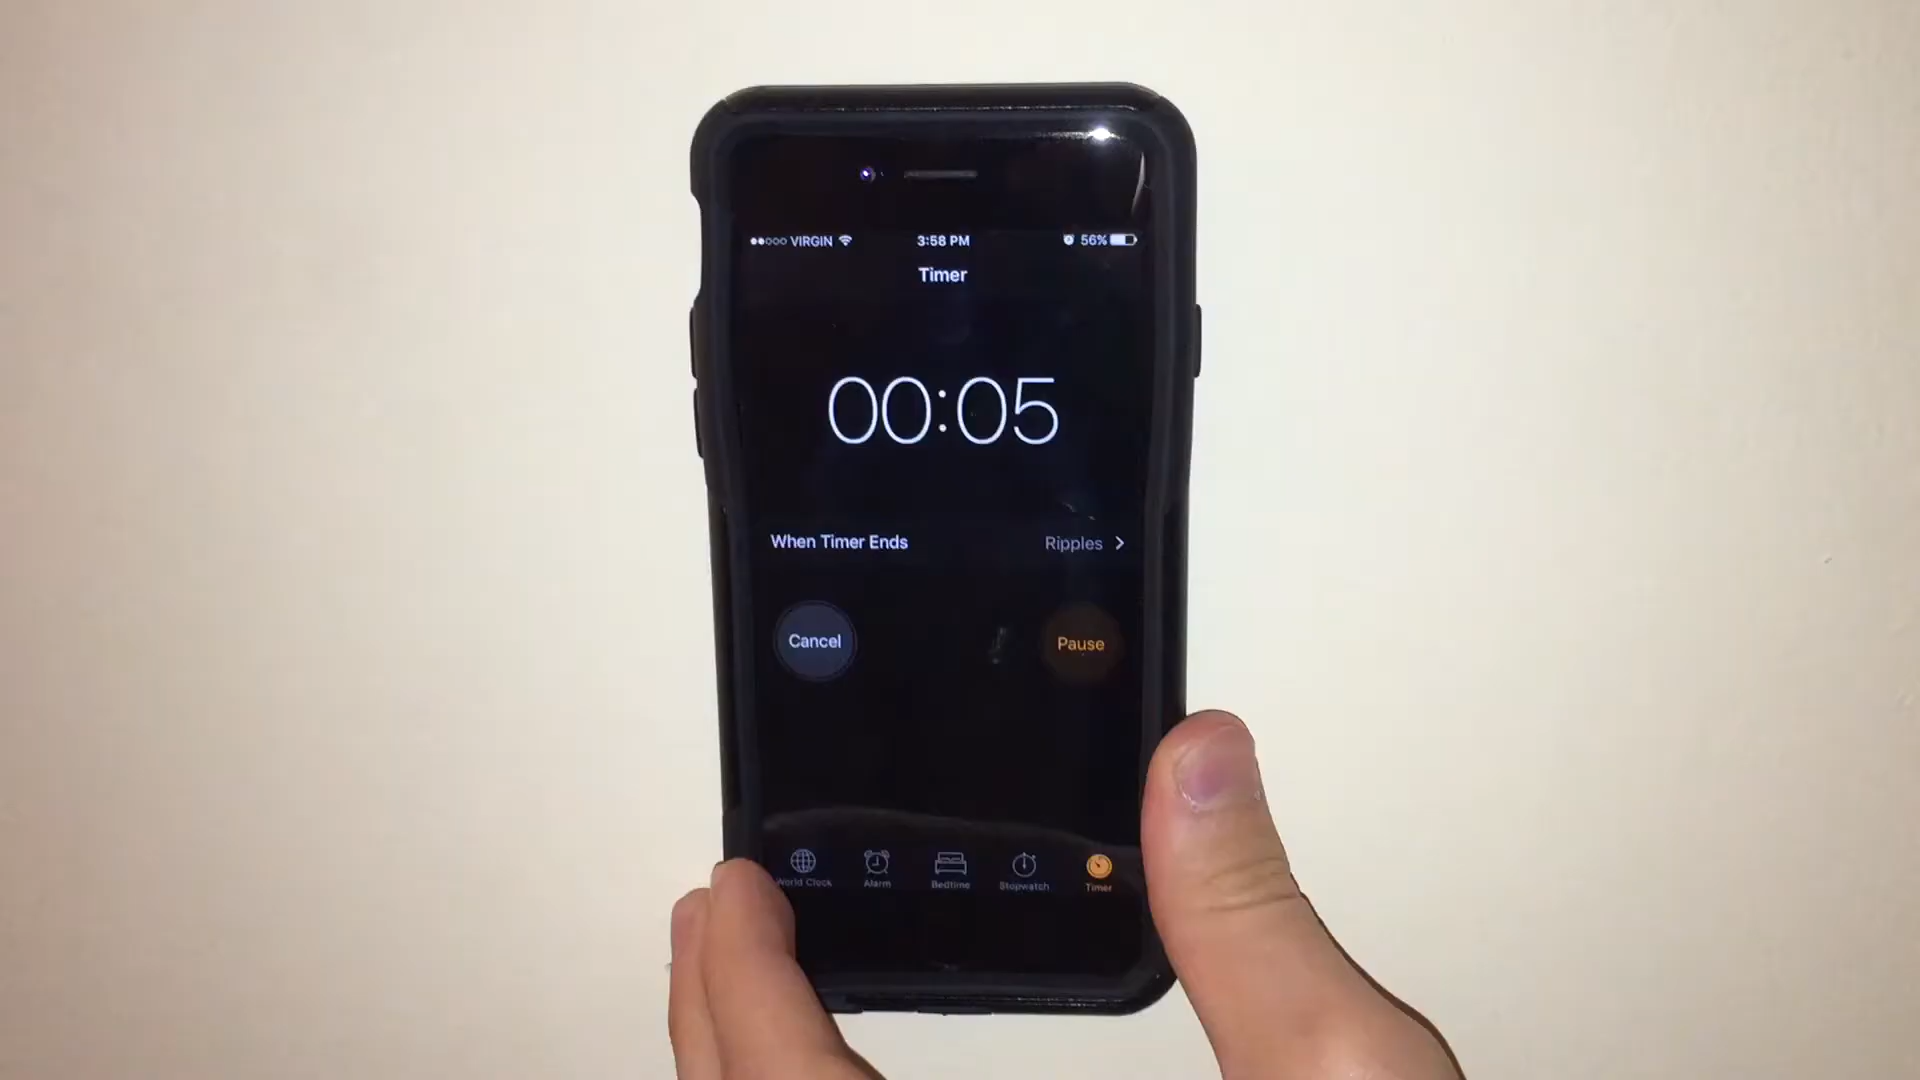 VIRGIN 3:58 PM 56%
Timer
00:05
When Timer Ends Ripples
Cancel Pause
World Clock Alarm Bedtime Stopwatch Timer